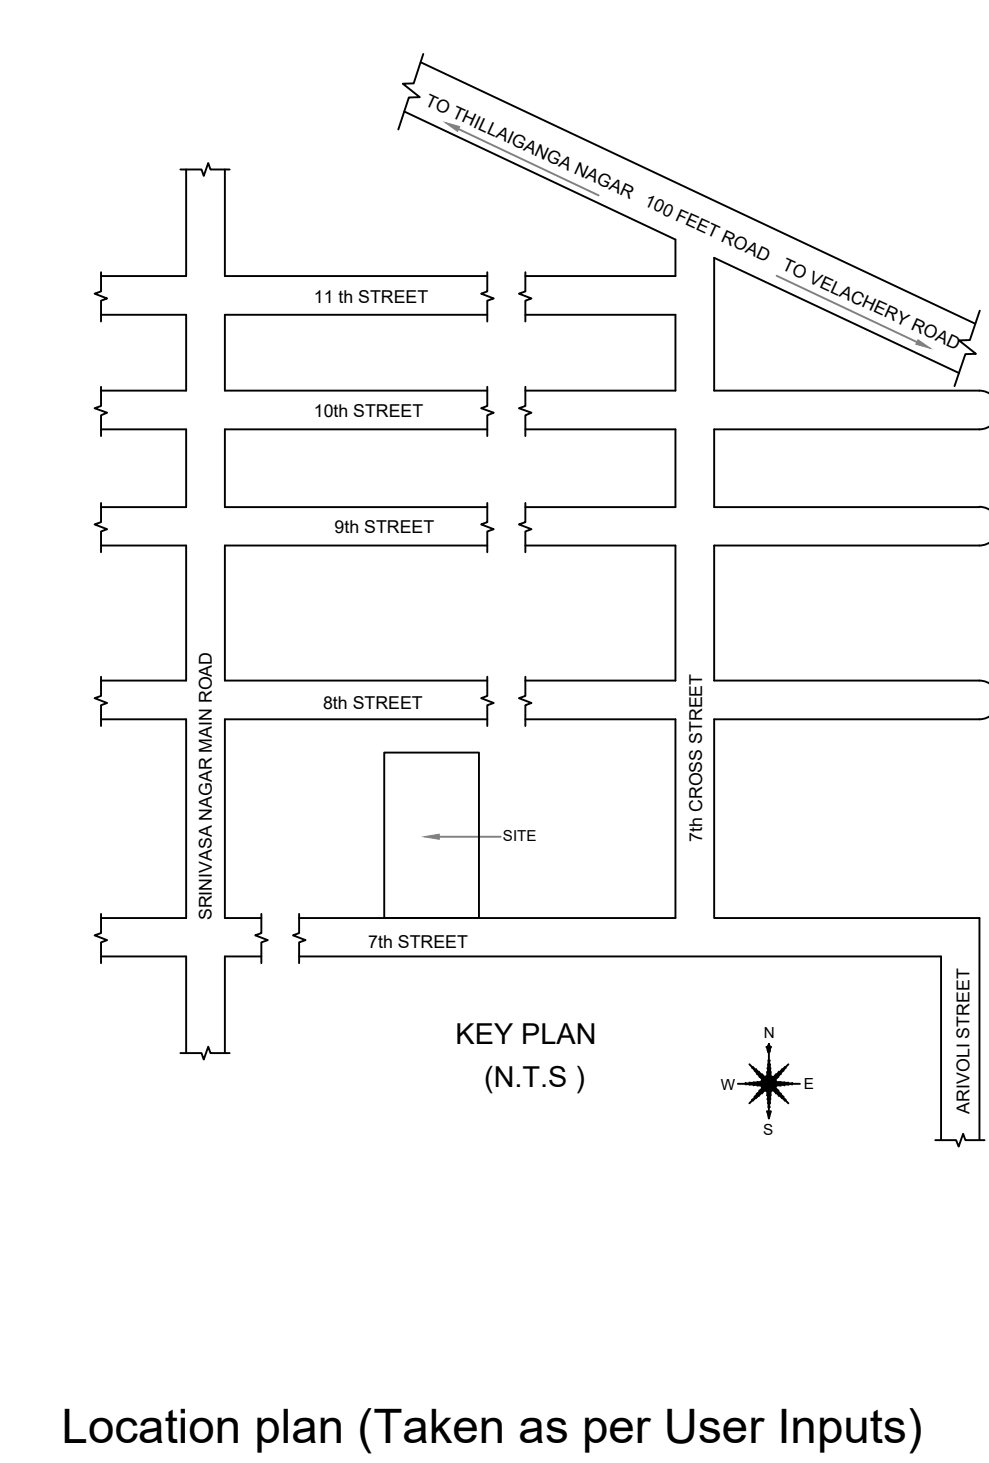 TO THILLAIGANGA NAGAR
100 FEET ROAD
TO VELACHERY ROAD
11 th STREET
10th STREET
9th STREET
8th STREET
SRINIVASA NAGAR MAIN ROAD
7th CROSS STREET
SITE
7th STREET
ARIVOLI STREET
KEY PLAN
(N.T.S )
N
W
E
S
Location plan (Taken as per User Inputs)